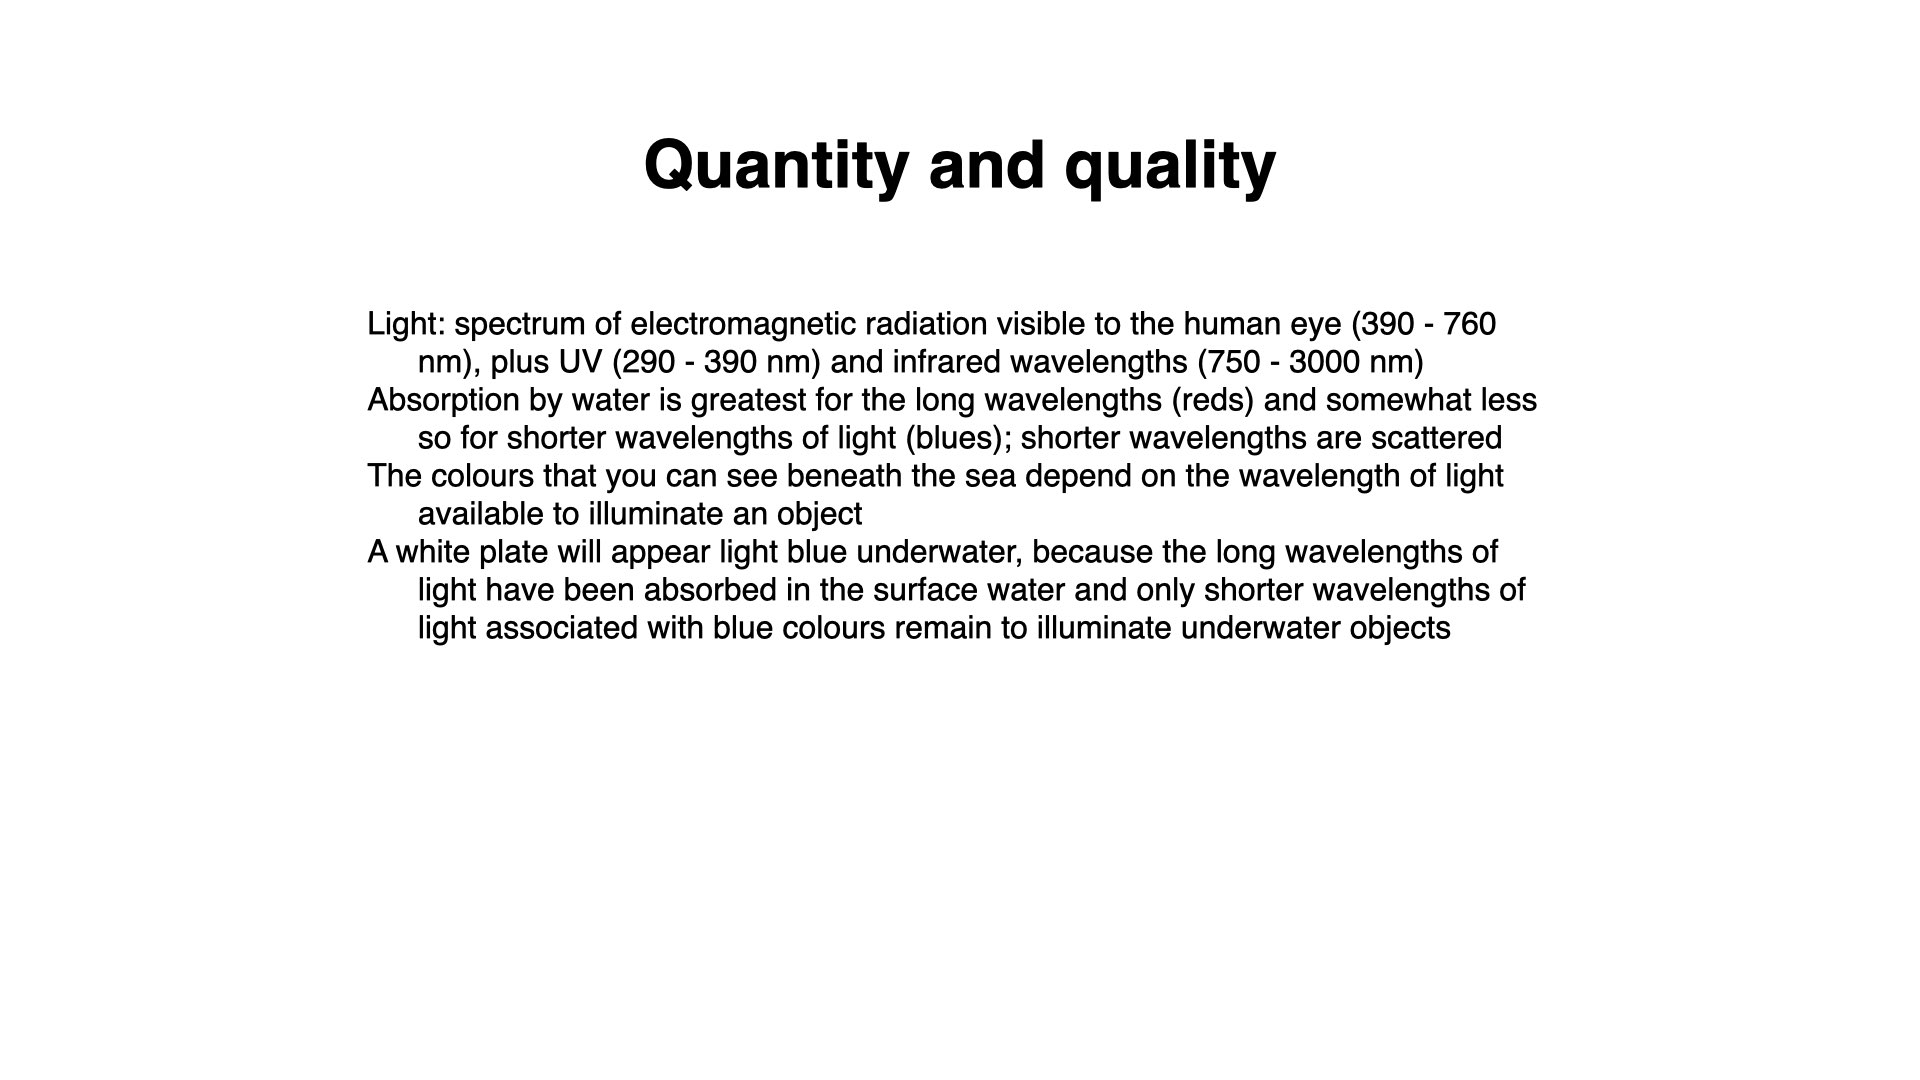 Quantity and quality
Light: spectrum of electromagnetic radiation visible to the human eye (390 - 760
nm), plus UV (290 - 390 nm) and infrared wavelengths (750 - 3000 nm)
Absorption by water is greatest for the long wavelengths (reds) and somewhat less
so for shorter wavelengths of light (blues); shorter wavelengths are scattered
The colours that you can see beneath the sea depend on the wavelength of light
available to illuminate an object
A white plate will appear light blue underwater, because the long wavelengths of
light have been absorbed in the surface water and only shorter wavelengths of
light associated with blue colours remain to illuminate underwater objects